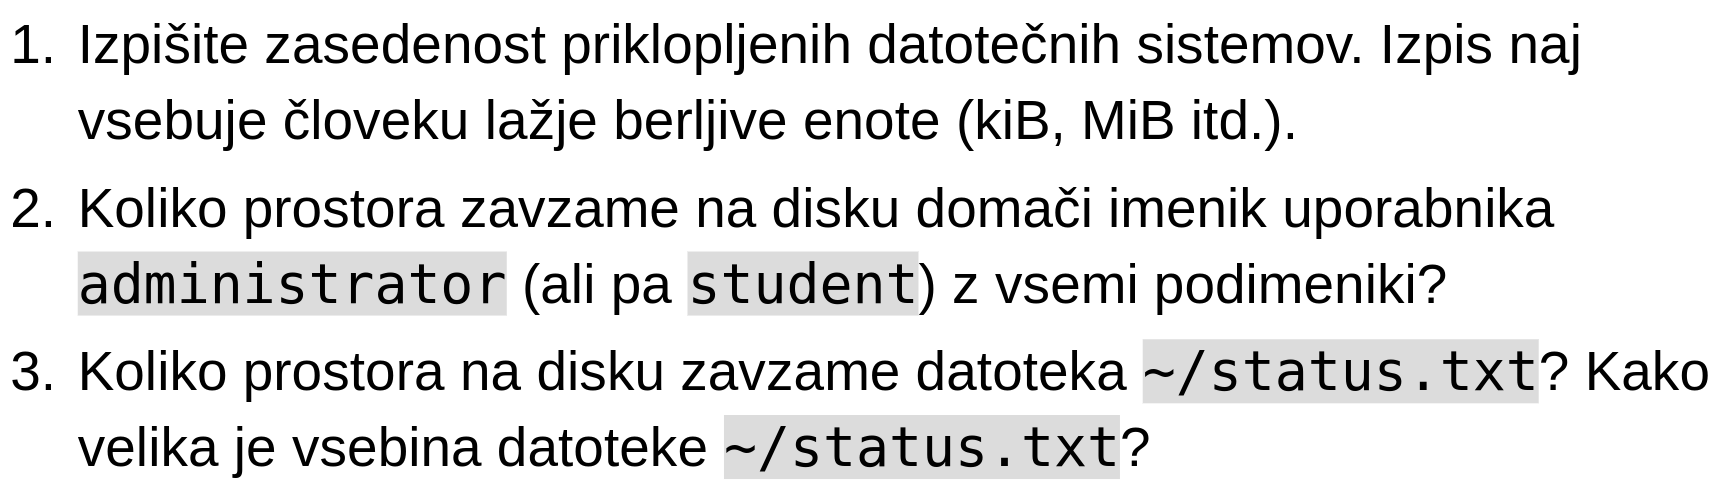 1. Izpišite zasedenost priklopljenih datotečnih sistemov. Izpis naj
vsebuje človeku lažje berljive enote (kiB, MiB itd.).
2. Koliko prostora zavzame na disku domači imenik uporabnika
administrator (ali pa student) z vsemi podimeniki?
3. Koliko prostora na disku zavzame datoteka ~/status.txt? Kako
velika je vsebina datoteke ~/status.txt?